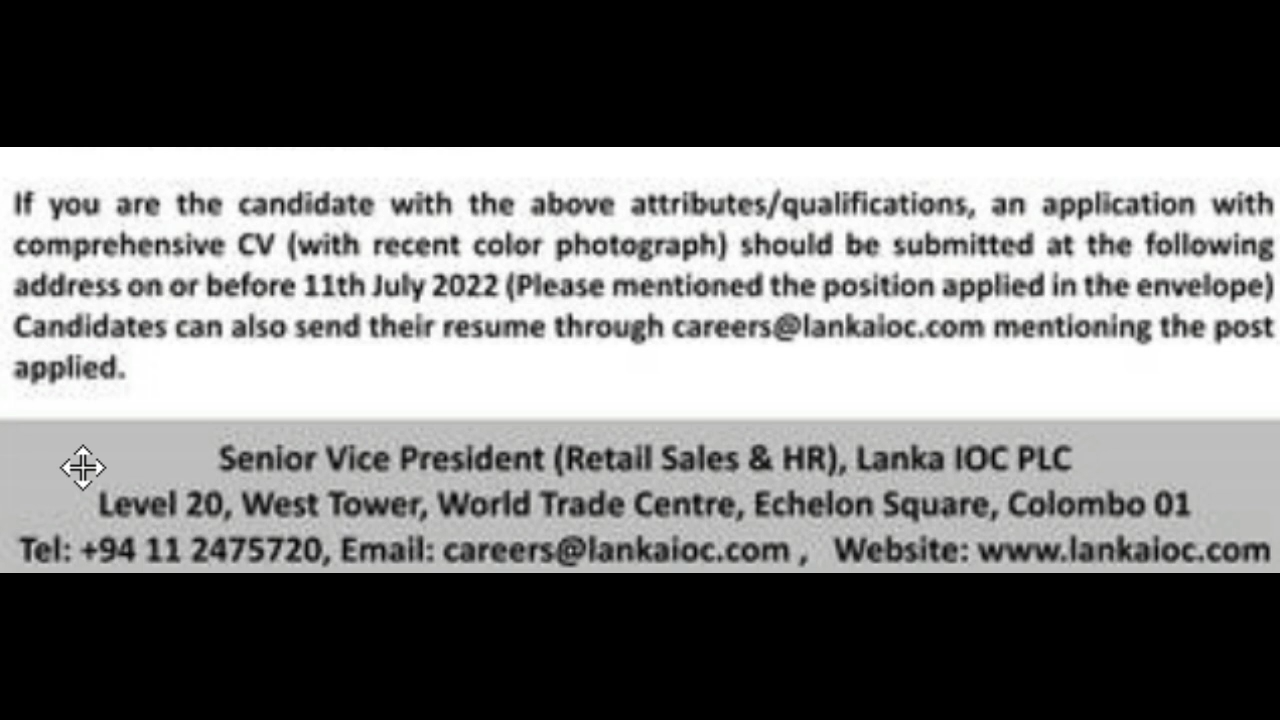 If you are the candidate with the above attributes/qualifications, an application with
comprehensive CV (with recent color photograph) should be submitted at the following
address on or before 11th July 2022 (Please mentioned the position applied in the envelope)
Candidates can also send their resume through careers@lankaioc.com mentioning the post
applied.
Senior Vice President (Retail Sales & HR), Lanka IOC PLC
Level 20, West Tower, World Trade Centre, Echelon Square, Colombo 01
Tel: +94 11 2475720, Email: careers@lankaioc.com , Website: www.lankaioc.com